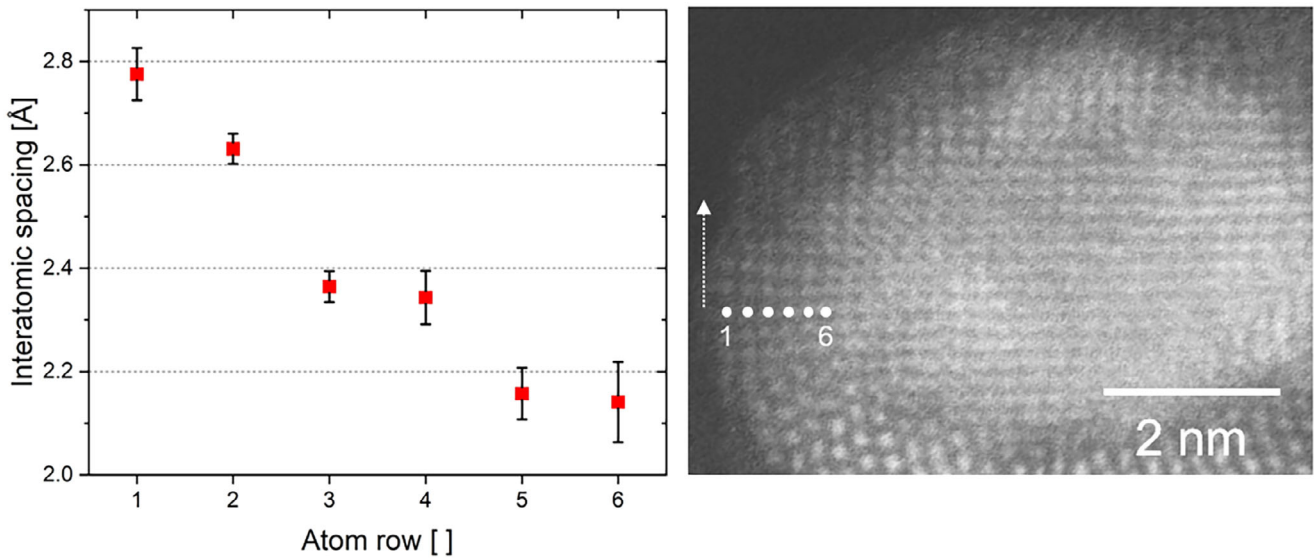 Interatomic spacing [Å]
2.8
2.6
2.4
2.2
2.0
1 2 3 4 5 6
Atom row [ ]
1 6
2 nm